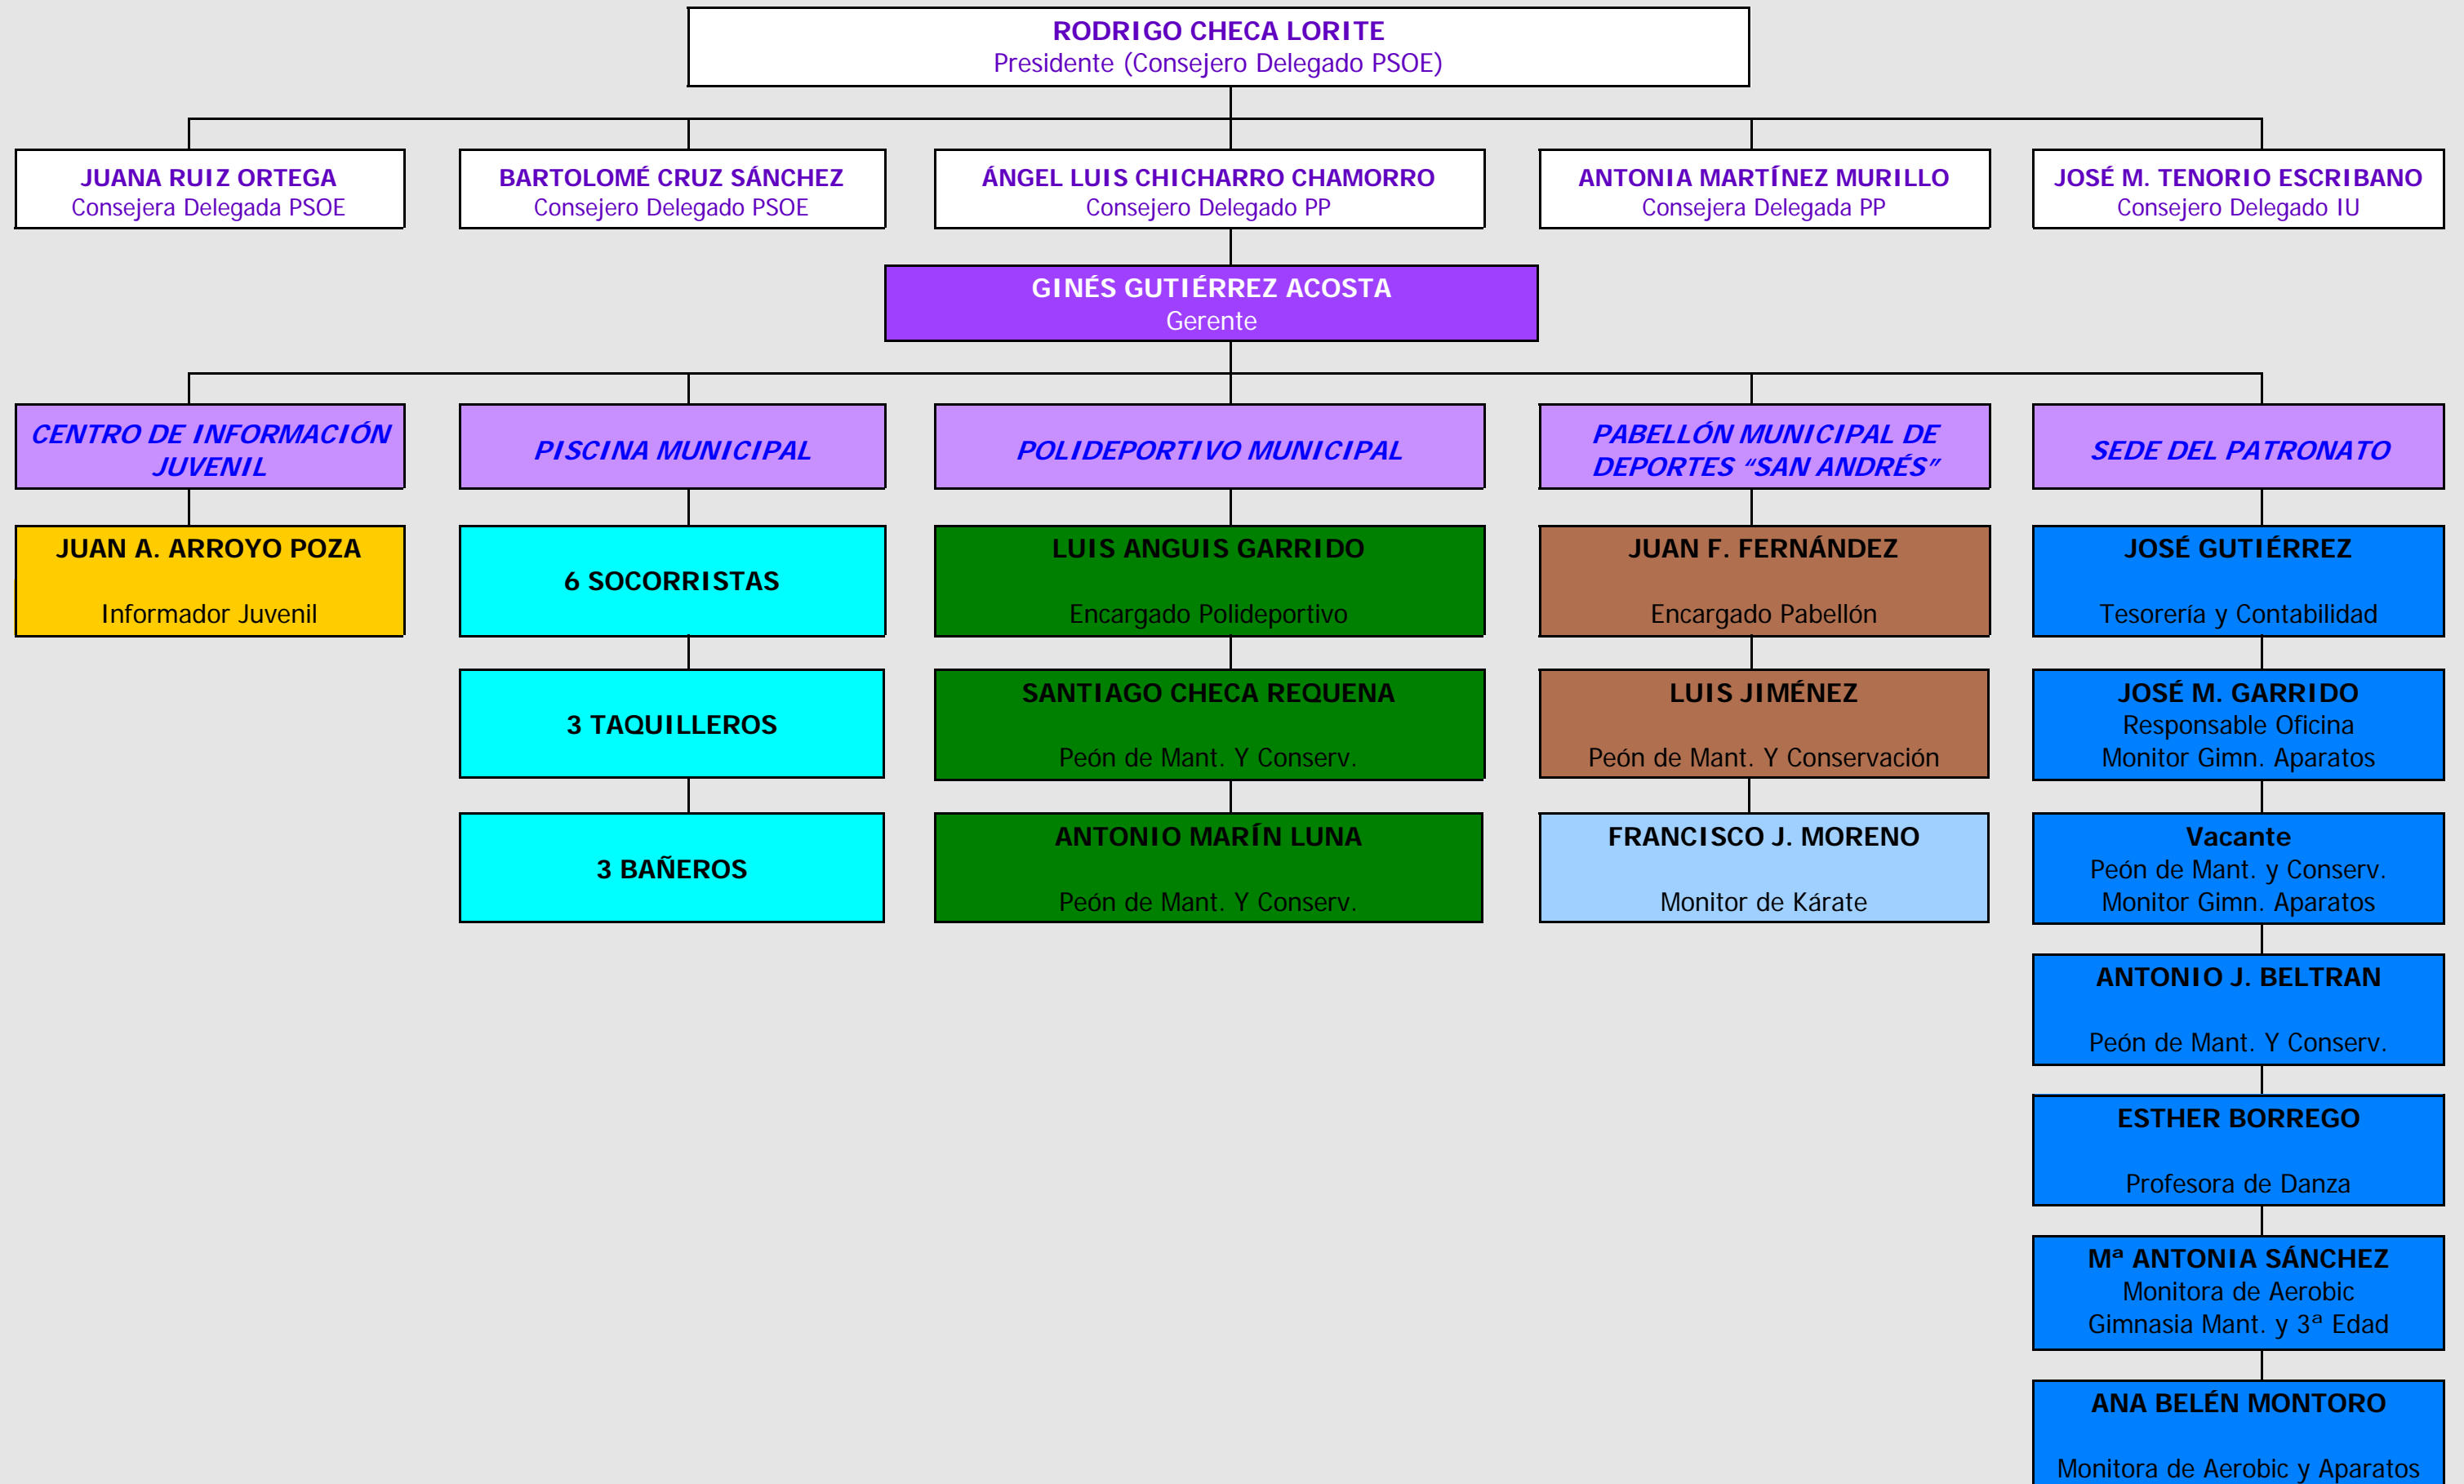 RODRIGO CHECA LORITE
Presidente (Consejero Delegado PSOE)
JUANA RUIZ ORTEGA
Consejera Delegada PSOE
BARTOLOMÉ CRUZ SÁNCHEZ
Consejero Delegado PSOE
ÁNGEL LUIS CHICHARRO CHAMORRO
Consejero Delegado PP
ANTONIA MARTÍNEZ MURILLO
Consejera Delegada PP
JOSÉ M. TENORIO ESCRIBANO
Consejero Delegado IU
GINÉS GUTIÉRREZ ACOSTA
Gerente
CENTRO DE INFORMACIÓN
JUVENIL
PISCINA MUNICIPAL
POLIDEPORTIVO MUNICIPAL
PABELLÓN MUNICIPAL DE
DEPORTES “SAN ANDRÉS”
SEDE DEL PATRONATO
JUAN A. ARROYO POZA
Informador Juvenil
6 SOCORRISTAS
3 TAQUILLEROS
3 BAÑEROS
LUIS ANGUIS GARRIDO
Encargado Polideportivo
SANTIAGO CHECA REQUENA
Peón de Mant. Y Conserv.
ANTONIO MARÍN LUNA
Peón de Mant. Y Conserv.
JUAN F. FERNÁNDEZ
Encargado Pabellón
LUIS JIMÉNEZ
Peón de Mant. Y Conservación
FRANCISCO J. MORENO
Monitor de Kárate
JOSÉ GUTIÉRREZ
Tesorería y Contabilidad
JOSÉ M. GARRIDO
Responsable Oficina
Monitor Gimn. Aparatos
Vacante
Peón de Mant. y Conserv.
Monitor Gimn. Aparatos
ANTONIO J. BELTRAN
Peón de Mant. Y Conserv.
ESTHER BORREGO
Profesora de Danza
Mª ANTONIA SÁNCHEZ
Monitora de Aerobic
Gimnasia Mant. y 3ª Edad
ANA BELÉN MONTORO
Monitora de Aerobic y Aparatos